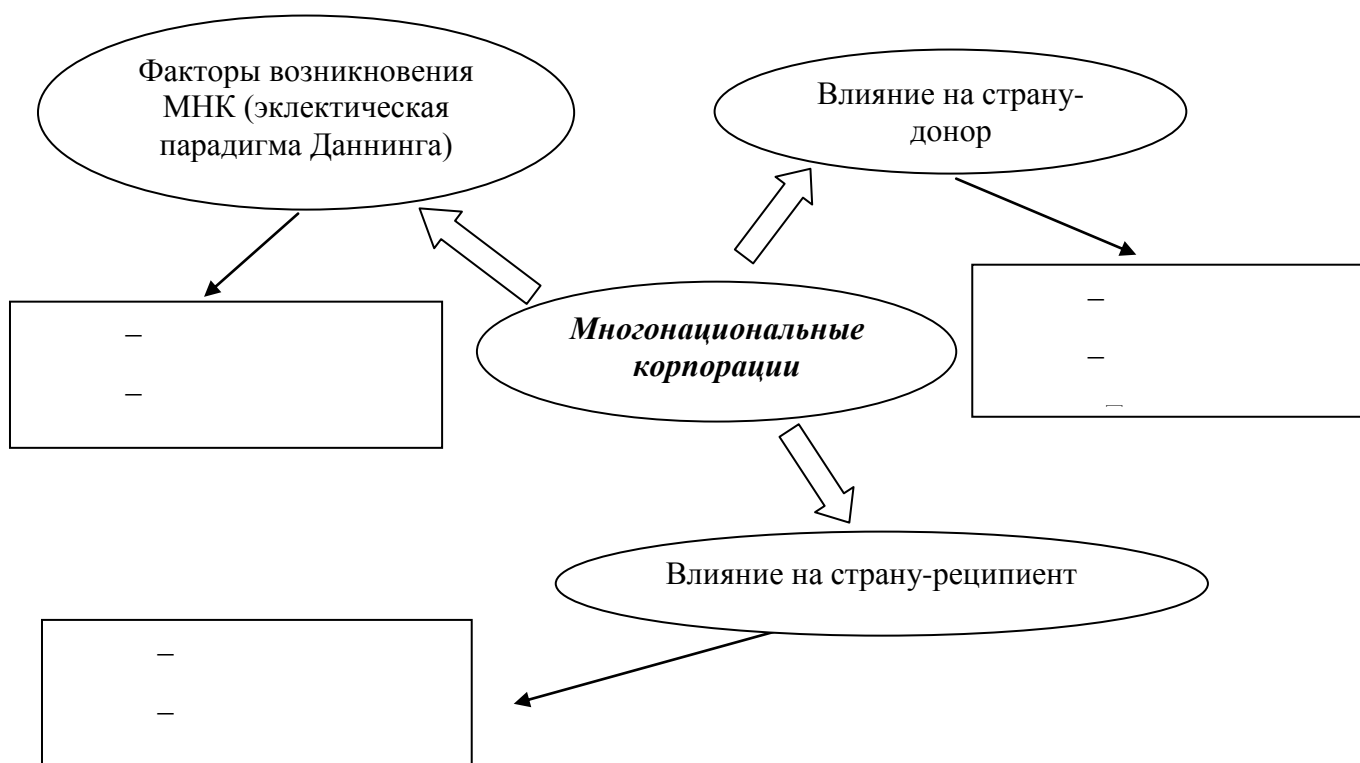 Факторы возникновения
МНК (эклектическая
парадигма Даннинга)
Влияние на страну-
донор
–
–
Многонациональные
корпорации
–
–
Влияние на страну-реципиент
–
–